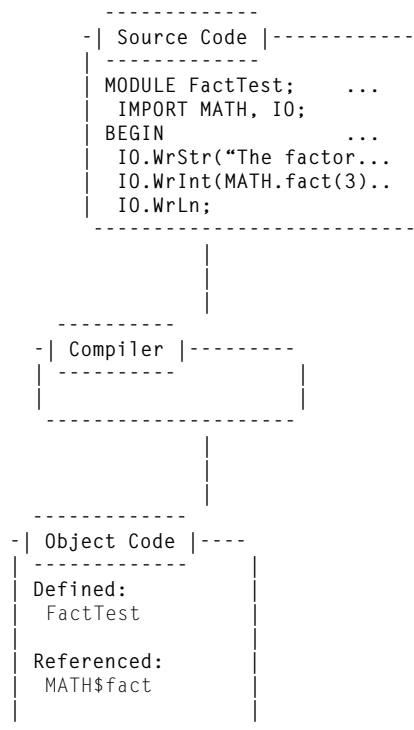 Source Code
MODULE FactTest; ...
IMPORT MATH, IO;
BEGIN ...
IO.WrStr(“The factor...
IO.WrInt(MATH.fact(3)..
IO.WrLn;
Compiler
Object Code
Defined:
FactTest
Referenced:
MATH$fact